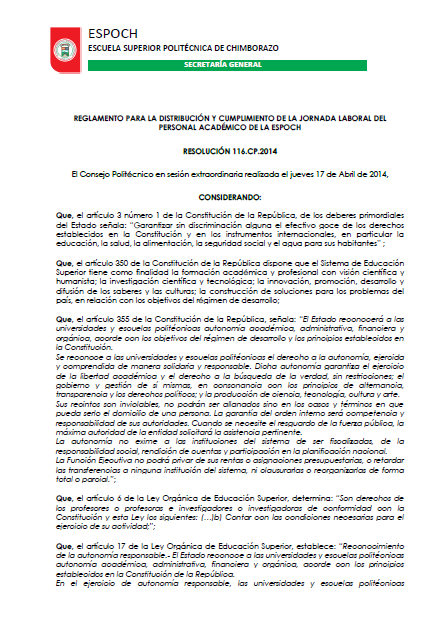 ESPOCH
ESCUELA SUPERIOR POLITÉCNICA DE CHIMBORAZO
SECRETARÍA GENERAL
REGLAMENTO PARA LA DISTRIBUCIÓN Y CUMPLIMIENTO DE LA JORNADA LABORAL DEL
PERSONAL ACADÉMICO DE LA ESPOCH
RESOLUCIÓN 116.CP.2014
El Consejo Politécnico en sesión extraordinaria realizada el jueves 17 de Abril de 2014,
CONSIDERANDO:
Que, el artículo 3 número 1 de la Constitución de la República, de los deberes primordiales
del Estado señala: "Garantizar sin discriminación alguna el efectivo goce de los derechos
establecidos en la Constitución y en los instrumentos internacionales, en particular la
educación, la salud, la alimentación, la seguridad social y el agua para sus habitantes" ;
Que, el artículo 350 de la Constitución de la República dispone que el Sistema de Educación
Superior tiene como finalidad la formación académica y profesional con visión científica y
humanista; la investigación científica y tecnológica; la innovación, promoción, desarrollo y
difusión de los saberes y las culturas; la construcción de soluciones para los problemas del
país, en relación con los objetivos del régimen de desarrollo;
Que, el artículo 355 de la Constitución de la República, señala: "El Estado reconocerá a las
universidades y escuelas politécnicas autonomía académica, administrativa, financiera y
orgánica, acorde con los objetivos del régimen de desarrollo y los principios establecidos en
la Constitución.
Se reconoce a las universidades y escuelas politécnicas el derecho a la autonomía, ejercida
y comprendida de manera solidaria y responsable. Dicha autonomía garantiza el ejercicio
de la libertad académica y el derecho a la búsqueda de la verdad, sin restricciones; el
gobierno y gestión de sí mismas, en consonancia con los principios de alternancia,
transparencia y los derechos políticos; y la producción de ciencia, tecnología, cultura y arte.
Sus recintos son inviolables, no podrán ser allanados sino en los casos y términos en que
pueda serlo el domicilio de una persona. La garantía del orden interno será competencia y
responsabilidad de sus autoridades. Cuando se necesite el resguardo de la fuerza pública, la
máxima autoridad de la entidad solicitará la asistencia pertinente.
La autonomía no exime a las instituciones del sistema de ser fiscalizadas, de la
responsabilidad social, rendición de cuentas y participación en la planificación nacional.
La Función Ejecutiva no podrá privar de sus rentas o asignaciones presupuestarias, o retardar
las transferencias a ninguna institución del sistema, ni clausurarlas o reorganizarlas de forma
total o parcial.";
Que, el artículo 6 de la Ley Orgánica de Educación Superior, determina: "Son derechos de
los profesores o profesoras e investigadores o investigadoras de conformidad con la
Constitución y esta Ley los siguientes: (...)b) Contar con las condiciones necesarias para el
ejercicio de su actividad;";
Que, el artículo 17 de la Ley Orgánica de Educación Superior, establece: "Reconocimiento
de la autonomía responsable.- El Estado reconoce a las universidades y escuelas politécnicas
autonomía académica, administrativa, financiera y orgánica, acorde con los principios
establecidos en la Constitución de la República.
En el ejercicio de autonomía responsable, las universidades y escuelas politécnicas